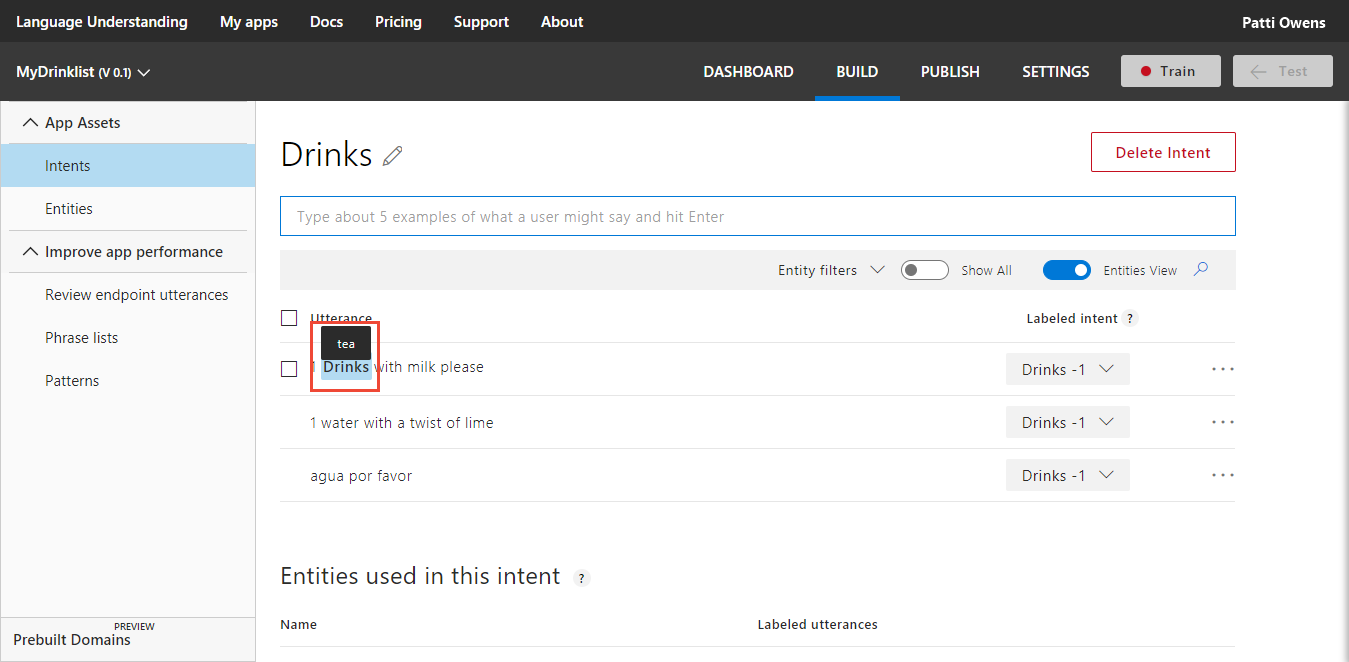 Language Understanding My apps Docs Pricing Support About Patti Owens
MyDrinklist (V 0.1) DASHBOARD BUILD PUBLISH SETTINGS Train Test
App Assets
Intents
Entities
Improve app performance
Review endpoint utterances
Phrase lists
Patterns
PREVIEW
Prebuilt Domains
Drinks Delete Intent
Type about 5 examples of what a user might say and hit Enter
Entity filters Show All Entities View
Utterance Labeled intent ?
tea
1 Drinks with milk please Drinks -1 ...
1 water with a twist of lime Drinks -1 ...
agua por favor Drinks -1 ...
Entities used in this intent ?
Name Labeled utterances